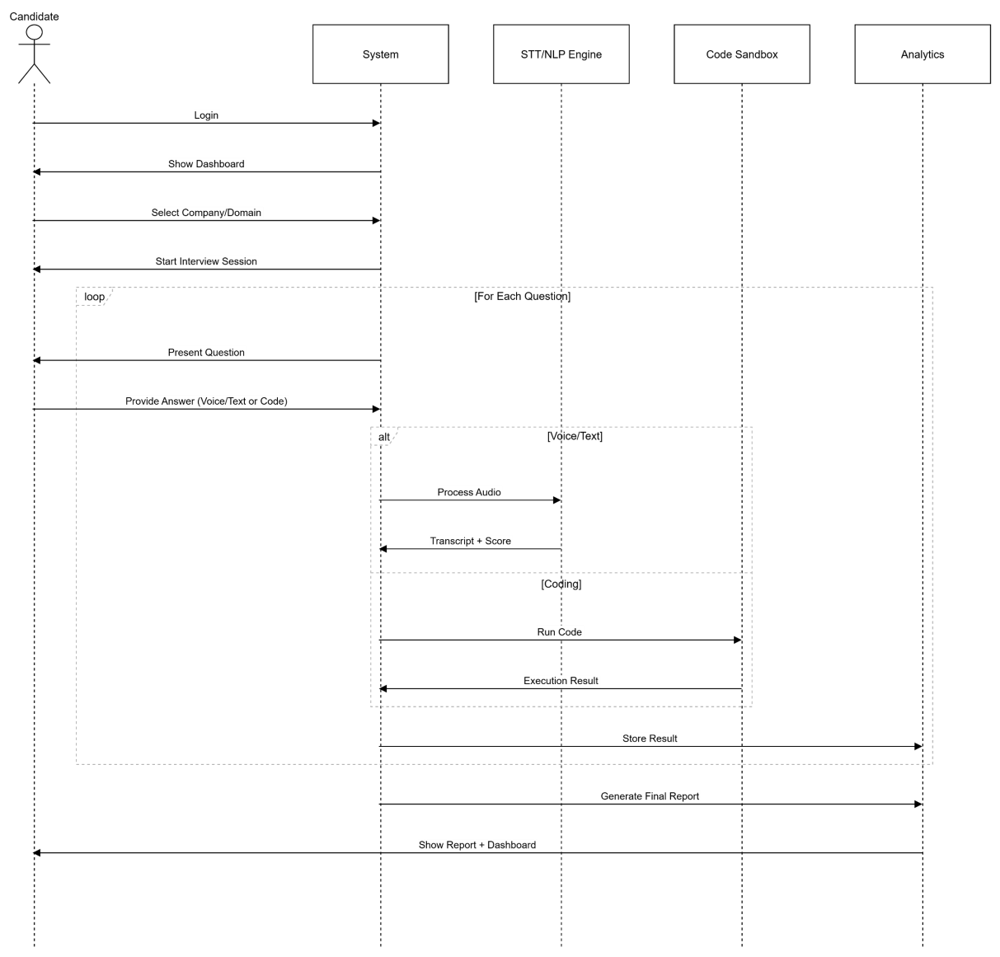 Candidate
System
STT/NLP Engine
Code Sandbox
Analytics
Login
Show Dashboard
Select Company/Domain
Start Interview Session
loop
[For Each Question]
Present Question
Provide Answer (Voice/Text or Code)
alt
[Voice/Text]
Process Audio
Transcript + Score
[Coding]
Run Code
Execution Result
Store Result
Generate Final Report
Show Report + Dashboard